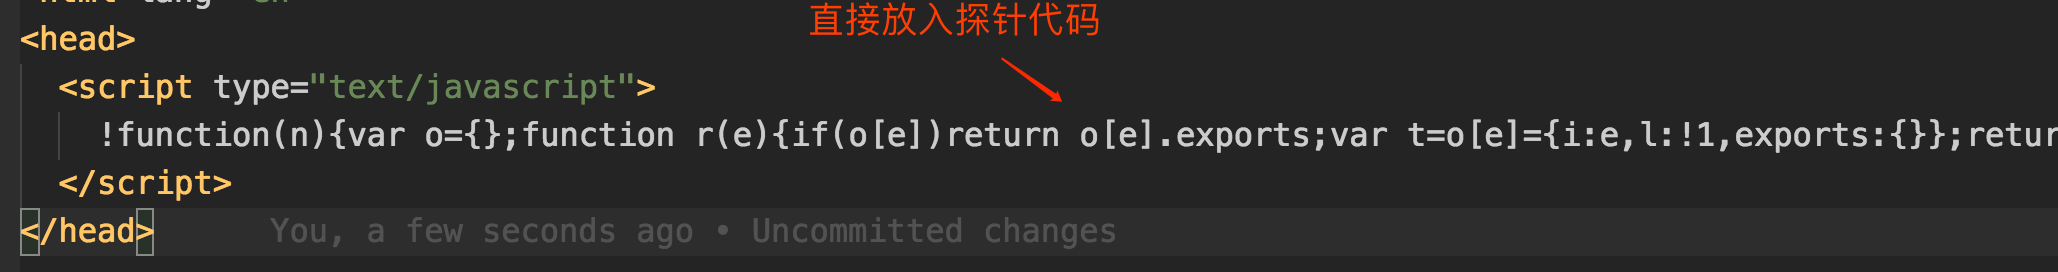 直接放入探针代码
<head>
<script type="text/javascript">
!function(n){var o={};function r(e){if(o[e])return o[e].exports;var t=o[e]={i:e,l:!1,exports:{}};retur
</script>
</head> You, a few seconds ago • Uncommitted changes